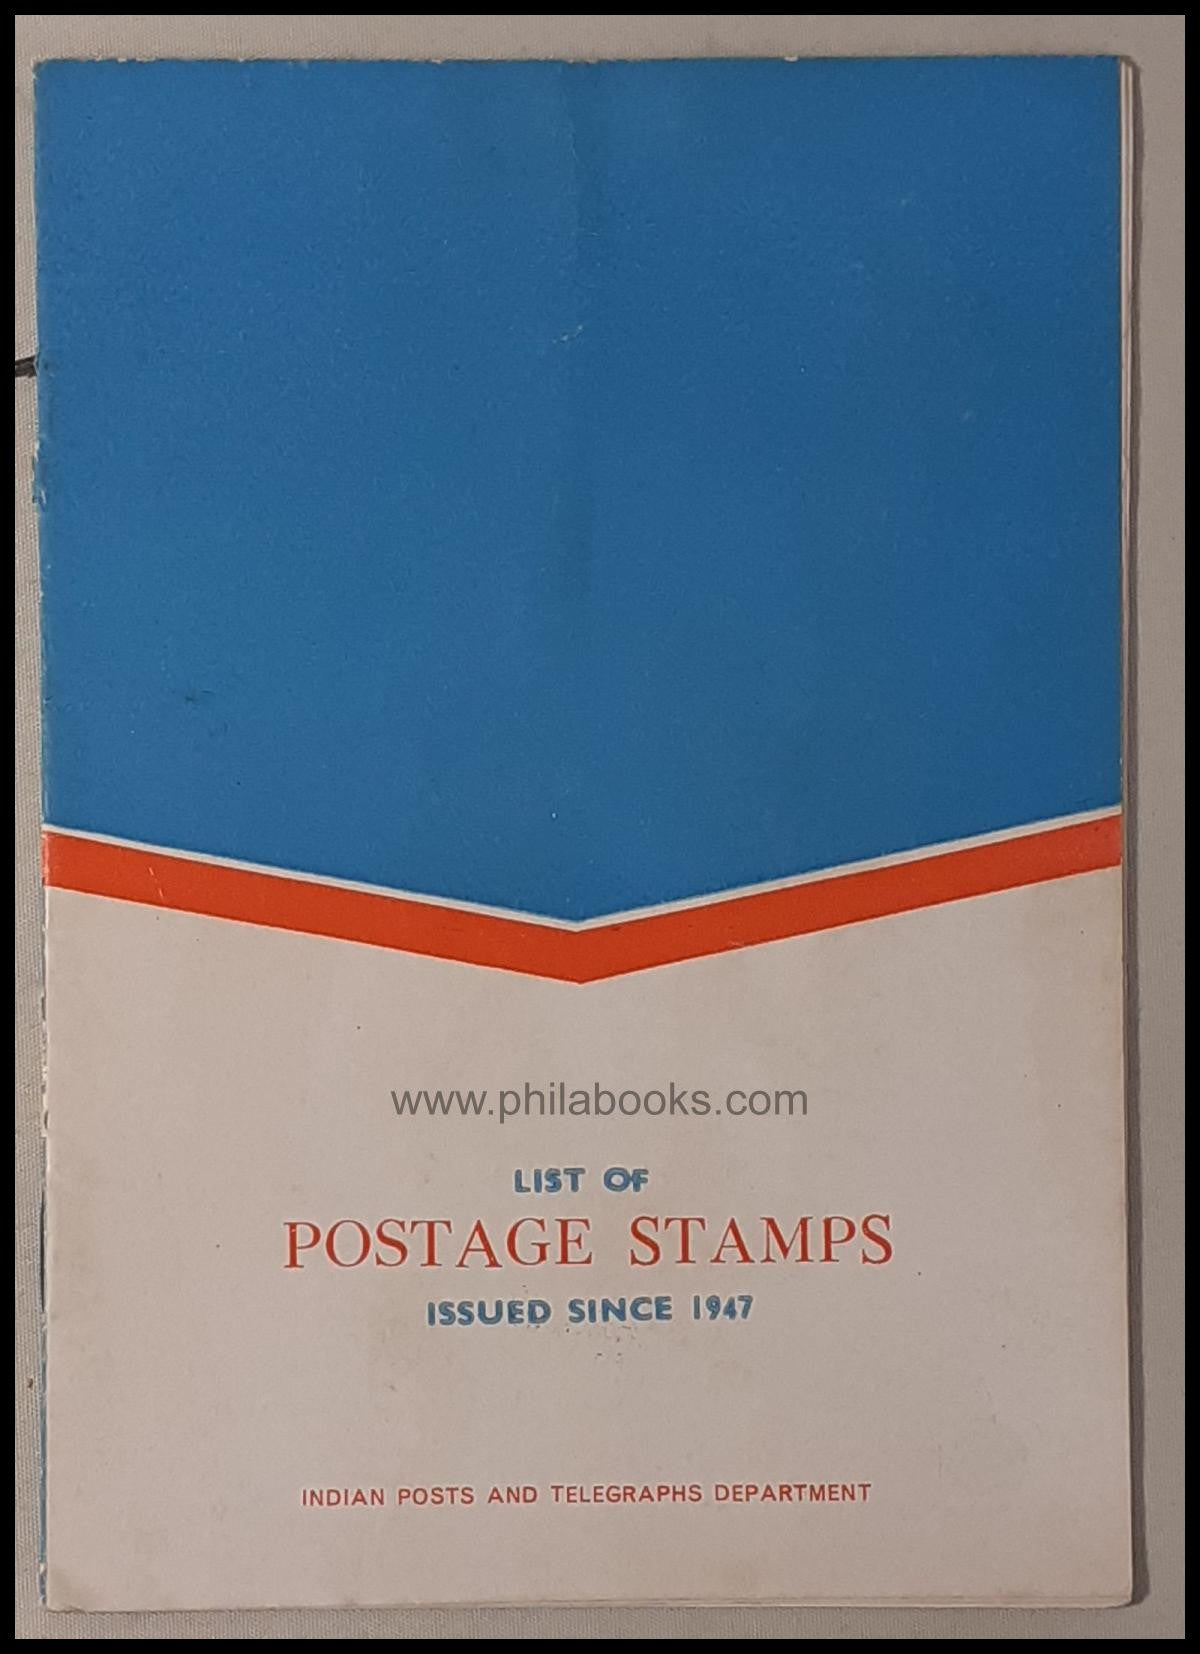 www.philabooks.com
LIST OF
POSTAGE STAMPS
ISSUED SINCE 1947
INDIAN POSTS AND TELEGRAPHS DEPARTMENT